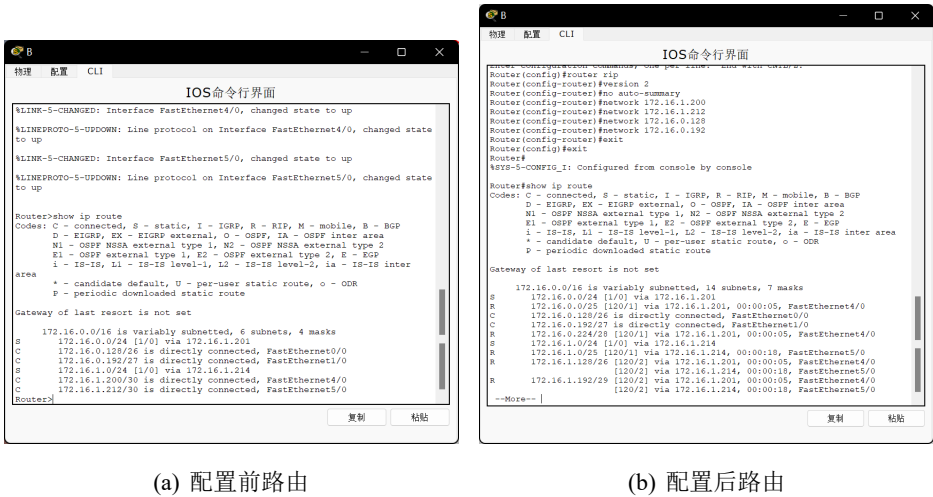 B
物理 配置 CLI
IOS命令行界面
%LINK-5-CHANGED: Interface FastEthernet4/0, changed state to up
%LINEPROTO-5-UPDOWN: Line protocol on Interface FastEthernet4/0, changed state
to up
%LINK-5-CHANGED: Interface FastEthernet5/0, changed state to up
%LINEPROTO-5-UPDOWN: Line protocol on Interface FastEthernet5/0, changed state
to up
Router>show ip route
Codes: C - connected, S - static, I - IGRP, R - RIP, M - mobile, B - BGP
D - EIGRP, EX - EIGRP external, O - OSPF, IA - OSPF inter area
N1 - OSPF NSSA external type 1, N2 - OSPF NSSA external type 2
E1 - OSPF external type 1, E2 - OSPF external type 2, E - EGP
i - IS-IS, L1 - IS-IS level-1, L2 - IS-IS level-2, ia - IS-IS inter
area
* - candidate default, U - per-user static route, o - ODR
P - periodic downloaded static route
Gateway of last resort is not set
172.16.0.0/16 is variably subnetted, 6 subnets, 4 masks
S 172.16.0.0/24 [1/0] via 172.16.1.201
C 172.16.0.128/26 is directly connected, FastEthernet0/0
C 172.16.0.192/27 is directly connected, FastEthernet1/0
S 172.16.1.0/24 [1/0] via 172.16.1.214
C 172.16.1.200/30 is directly connected, FastEthernet4/0
C 172.16.1.212/30 is directly connected, FastEthernet5/0
Router>
复制 粘贴
(a) 配置前路由
B
物理 配置 CLI
IOS命令行界面
Enter configuration commands, one per line. End with CNTL/Z.
Router(config)#router rip
Router(config-router)#version 2
Router(config-router)#no auto-summary
Router(config-router)#network 172.16.1.200
Router(config-router)#network 172.16.1.212
Router(config-router)#network 172.16.0.128
Router(config-router)#network 172.16.0.192
Router(config-router)#exit
Router(config)#exit
Router#
%SYS-5-CONFIG_I: Configured from console by console
Router#show ip route
Codes: C - connected, S - static, I - IGRP, R - RIP, M - mobile, B - BGP
D - EIGRP, EX - EIGRP external, O - OSPF, IA - OSPF inter area
N1 - OSPF NSSA external type 1, N2 - OSPF NSSA external type 2
E1 - OSPF external type 1, E2 - OSPF external type 2, E - EGP
i - IS-IS, L1 - IS-IS level-1, L2 - IS-IS level-2, ia - IS-IS inter area
* - candidate default, U - per-user static route, o - ODR
P - periodic downloaded static route
Gateway of last resort is not set
172.16.0.0/16 is variably subnetted, 14 subnets, 7 masks
S 172.16.0.0/24 [1/0] via 172.16.1.201
R 172.16.0.0/25 [120/1] via 172.16.1.201, 00:00:05, FastEthernet4/0
C 172.16.0.128/26 is directly connected, FastEthernet0/0
C 172.16.0.192/27 is directly connected, FastEthernet1/0
R 172.16.0.224/28 [120/1] via 172.16.1.201, 00:00:05, FastEthernet4/0
S 172.16.1.0/24 [1/0] via 172.16.1.214
R 172.16.1.0/25 [120/1] via 172.16.1.214, 00:00:18, FastEthernet5/0
R 172.16.1.128/26 [120/2] via 172.16.1.201, 00:00:05, FastEthernet4/0
[120/2] via 172.16.1.214, 00:00:18, FastEthernet5/0
R 172.16.1.192/29 [120/2] via 172.16.1.201, 00:00:05, FastEthernet4/0
[120/2] via 172.16.1.214, 00:00:18, FastEthernet5/0
--More--
复制 粘贴
(b) 配置后路由